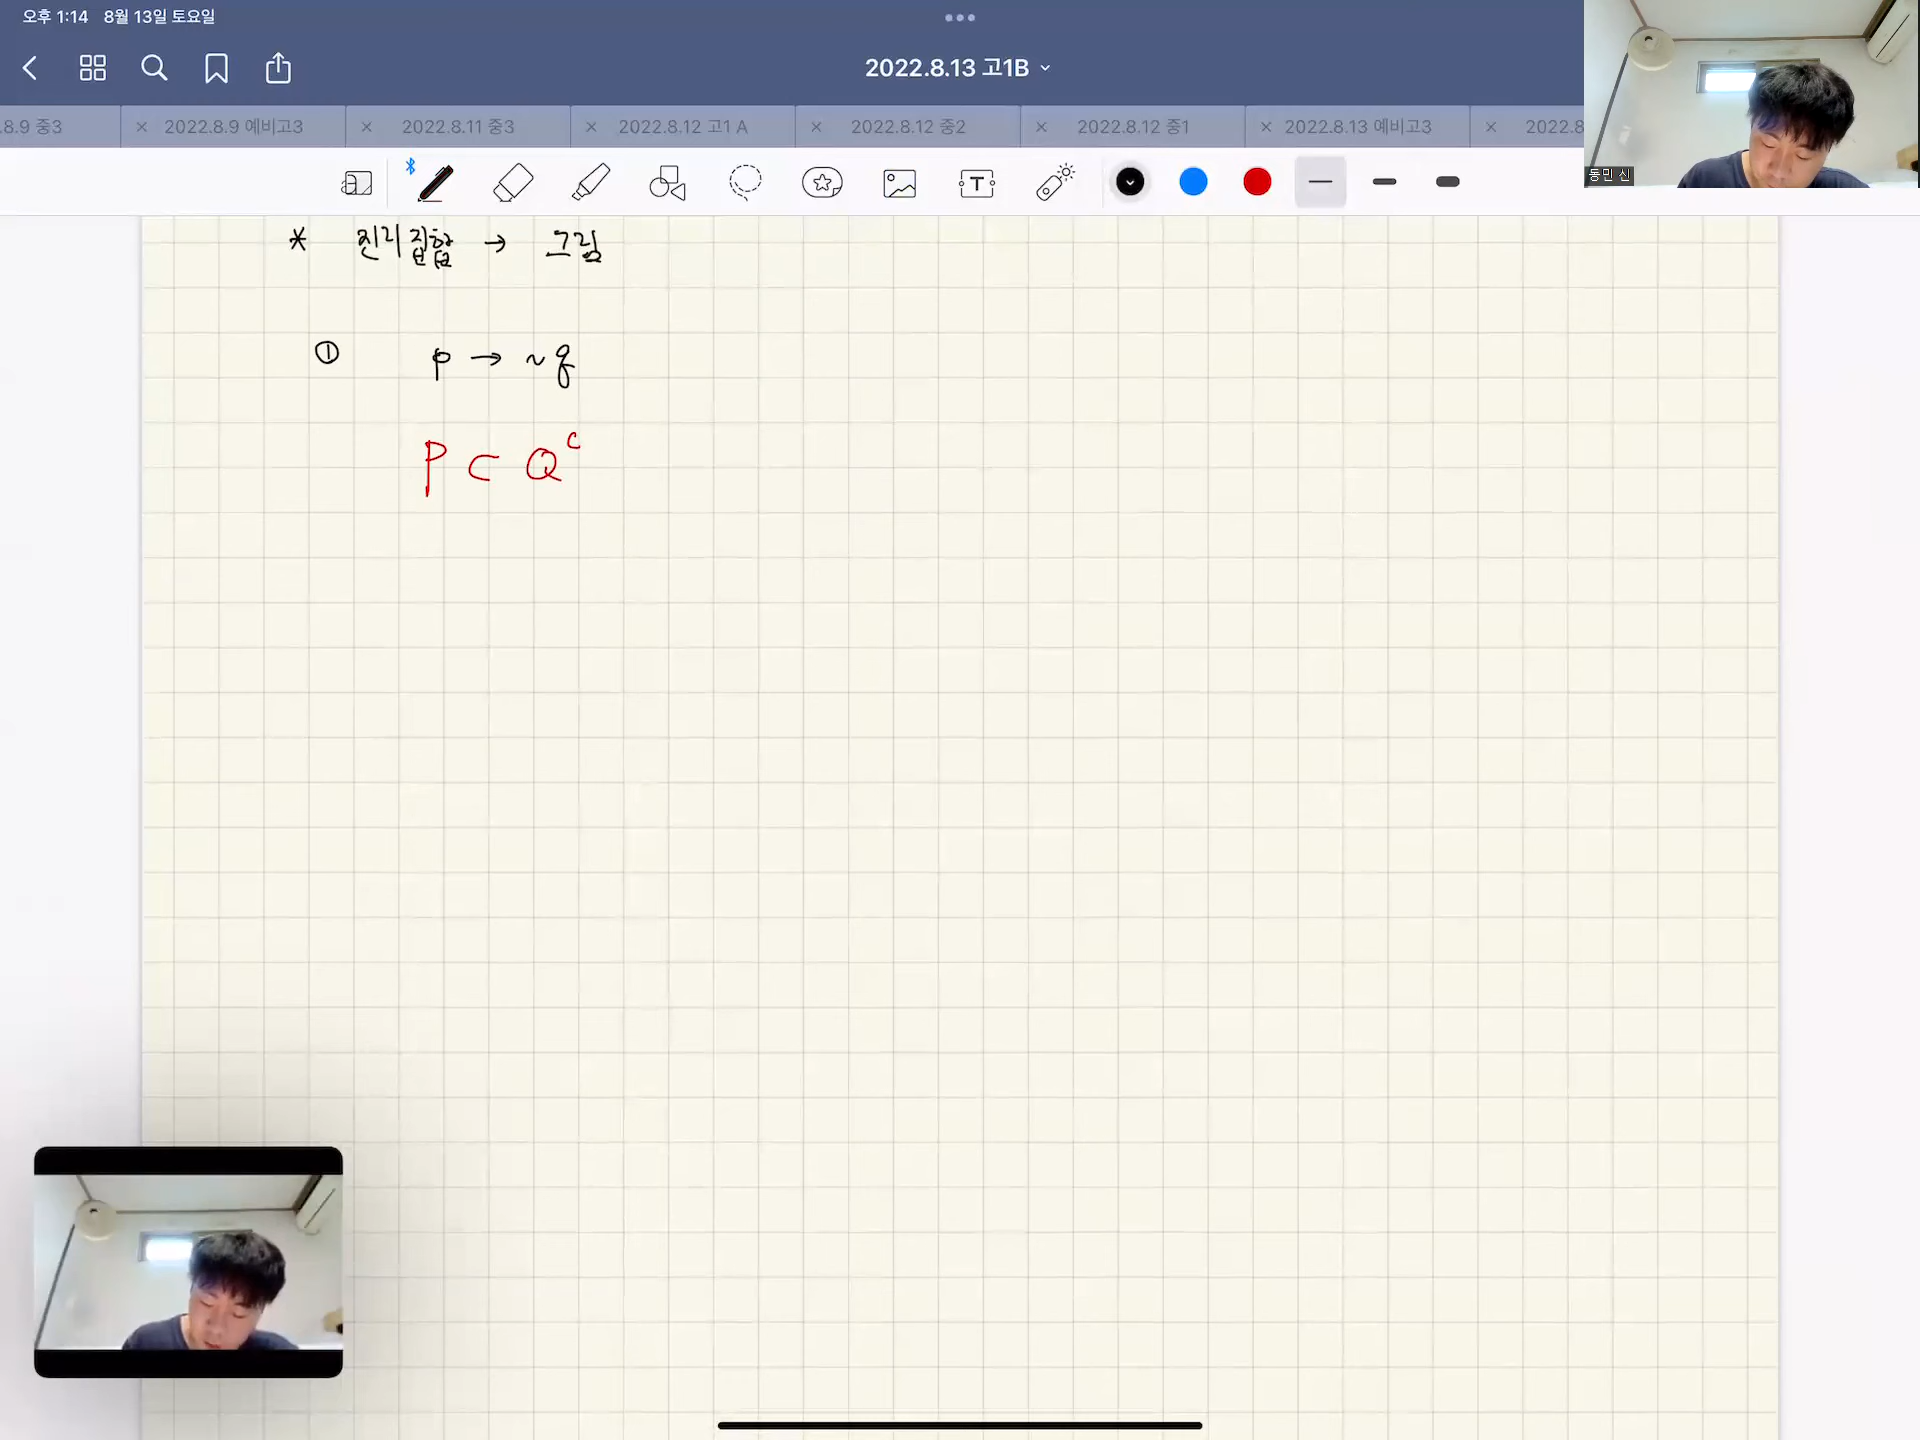 오후 1:14 8월 13일 토요일
2022.8.13 고1B
.8.9 중3 2022.8.9 예비고3 2022.8.11 중3 2022.8.12 고1 A 2022.8.12 중2 2022.8.12 중1 2022.8.13 예비고3 2022.8
동민 신
* 진리집합 → 그림
① p → ~q
P ⊂ Q^c